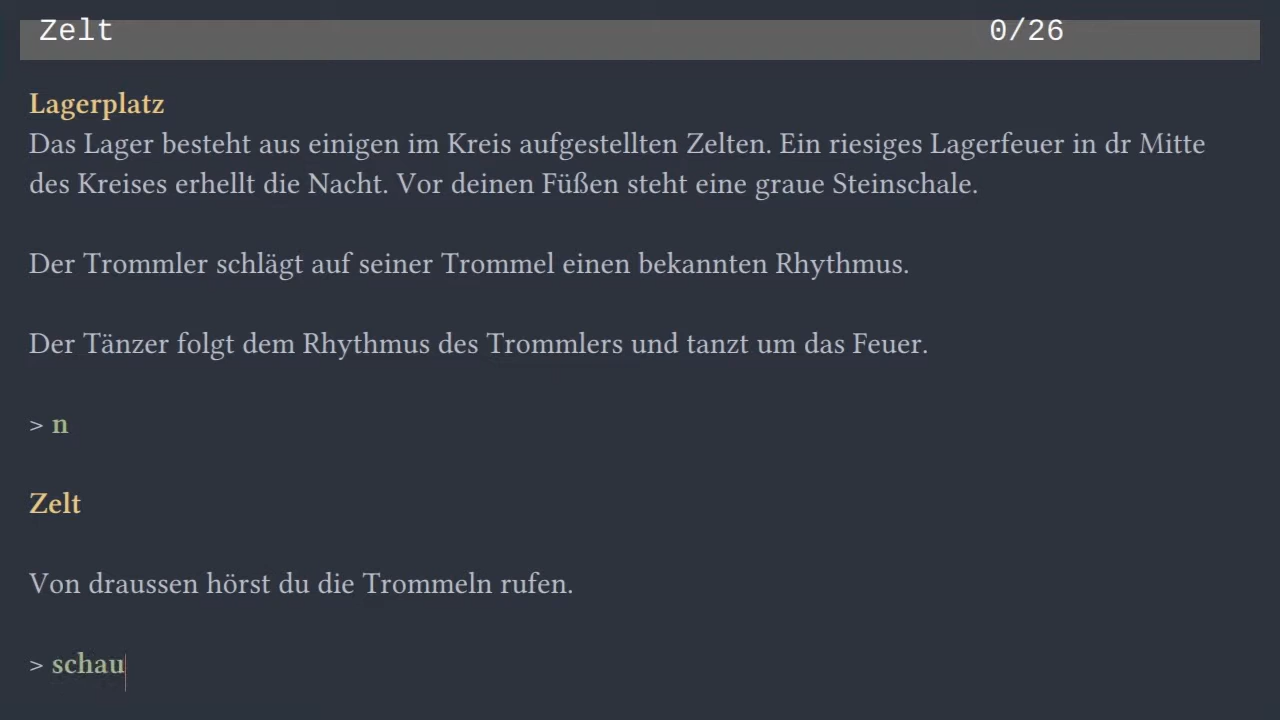 Zelt 0/26
Lagerplatz
Das Lager besteht aus einigen im Kreis aufgestellten Zelten. Ein riesiges Lagerfeuer in dr Mitte
des Kreises erhellt die Nacht. Vor deinen Füßen steht eine graue Steinschale.
Der Trommler schlägt auf seiner Trommel einen bekannten Rhythmus.
Der Tänzer folgt dem Rhythmus des Trommlers und tanzt um das Feuer.
> n
Zelt
Von draussen hörst du die Trommeln rufen.
> schau